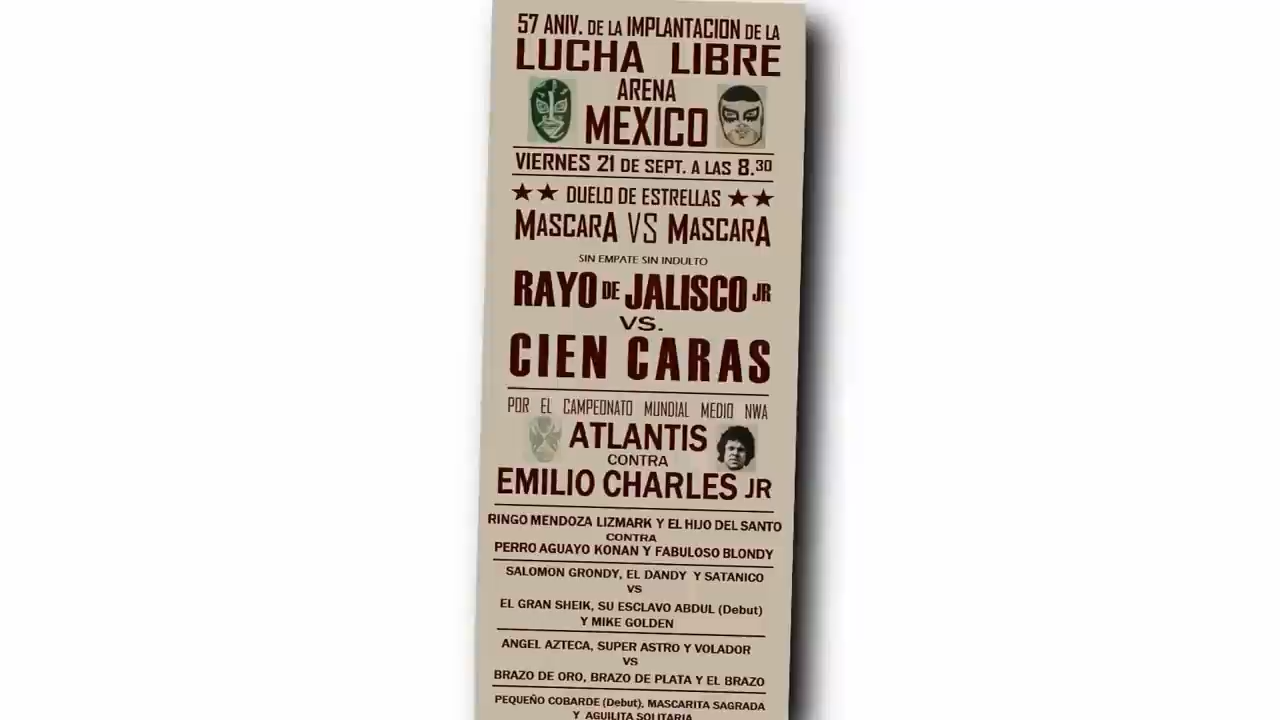 57 ANIV. DE LA IMPLANTACION DE LA
LUCHA LIBRE
ARENA
MEXICO
VIERNES 21 DE SEPT. A LAS 8.30
★★ DUELO DE ESTRELLAS ★★
MASCARA VS MASCARA
SIN EMPATE SIN INDULTO
RAYO DE JALISCO JR
VS.
CIEN CARAS
POR EL CAMPEONATO MUNDIAL MEDIO NWA
ATLANTIS
CONTRA
EMILIO CHARLES JR
RINGO MENDOZA LIZMARK Y EL HIJO DEL SANTO
CONTRA
PERRO AGUAYO KONAN Y FABULOSO BLONDY
SALOMON GRONDY, EL DANDY Y SATANICO
VS
EL GRAN SHEIK, SU ESCLAVO ABDUL (Debut)
Y MIKE GOLDEN
ANGEL AZTECA, SUPER ASTRO Y VOLADOR
VS
BRAZO DE ORO, BRAZO DE PLATA Y EL BRAZO
PEQUEÑO COBARDE (Debut), MASCARITA SAGRADA
Y AGUILITA SOLITARIA